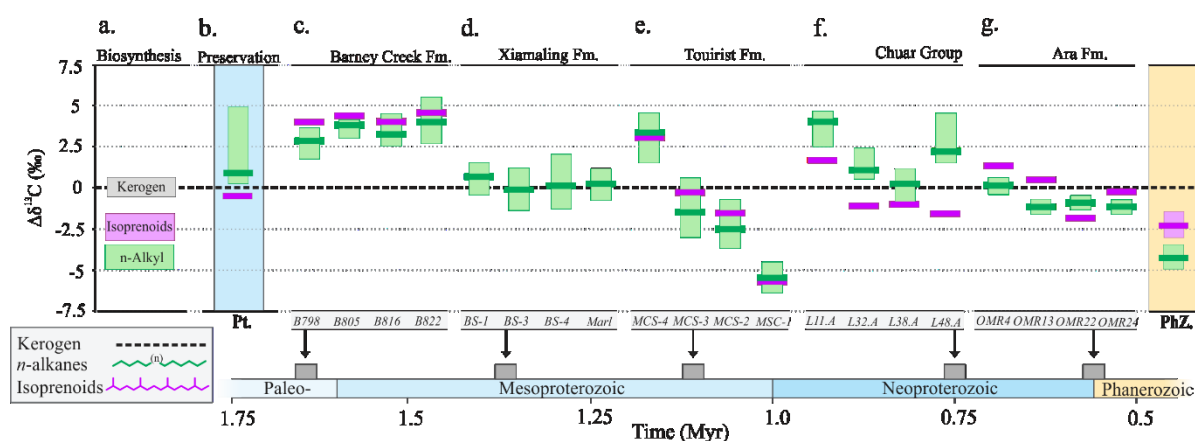 a. b. c. d. e. f. g.
Biosynthesis Preservation Barney Creek Fm. Xiamaling Fm. Touirist Fm. Chuar Group Ara Fm.
7.5
5
2.5
0
-2.5
-5
-7.5
Δδ¹³C (‰)
Kerogen
Isoprenoids
n-Alkyl
Pt. B798 B805 B816 B822 BS-1 BS-3 BS-4 Marl MCS-4 MCS-3 MCS-2 MSC-1 L11.A L32.A L38.A L48.A OMR4 OMR13 OMR22 OMR24 PhZ.
Kerogen
n-alkanes (n)
Isoprenoids
Paleo- Mesoproterozoic Neoproterozoic Phanerozoic
1.75 1.5 1.25 1.0 0.75 0.5
Time (Myr)